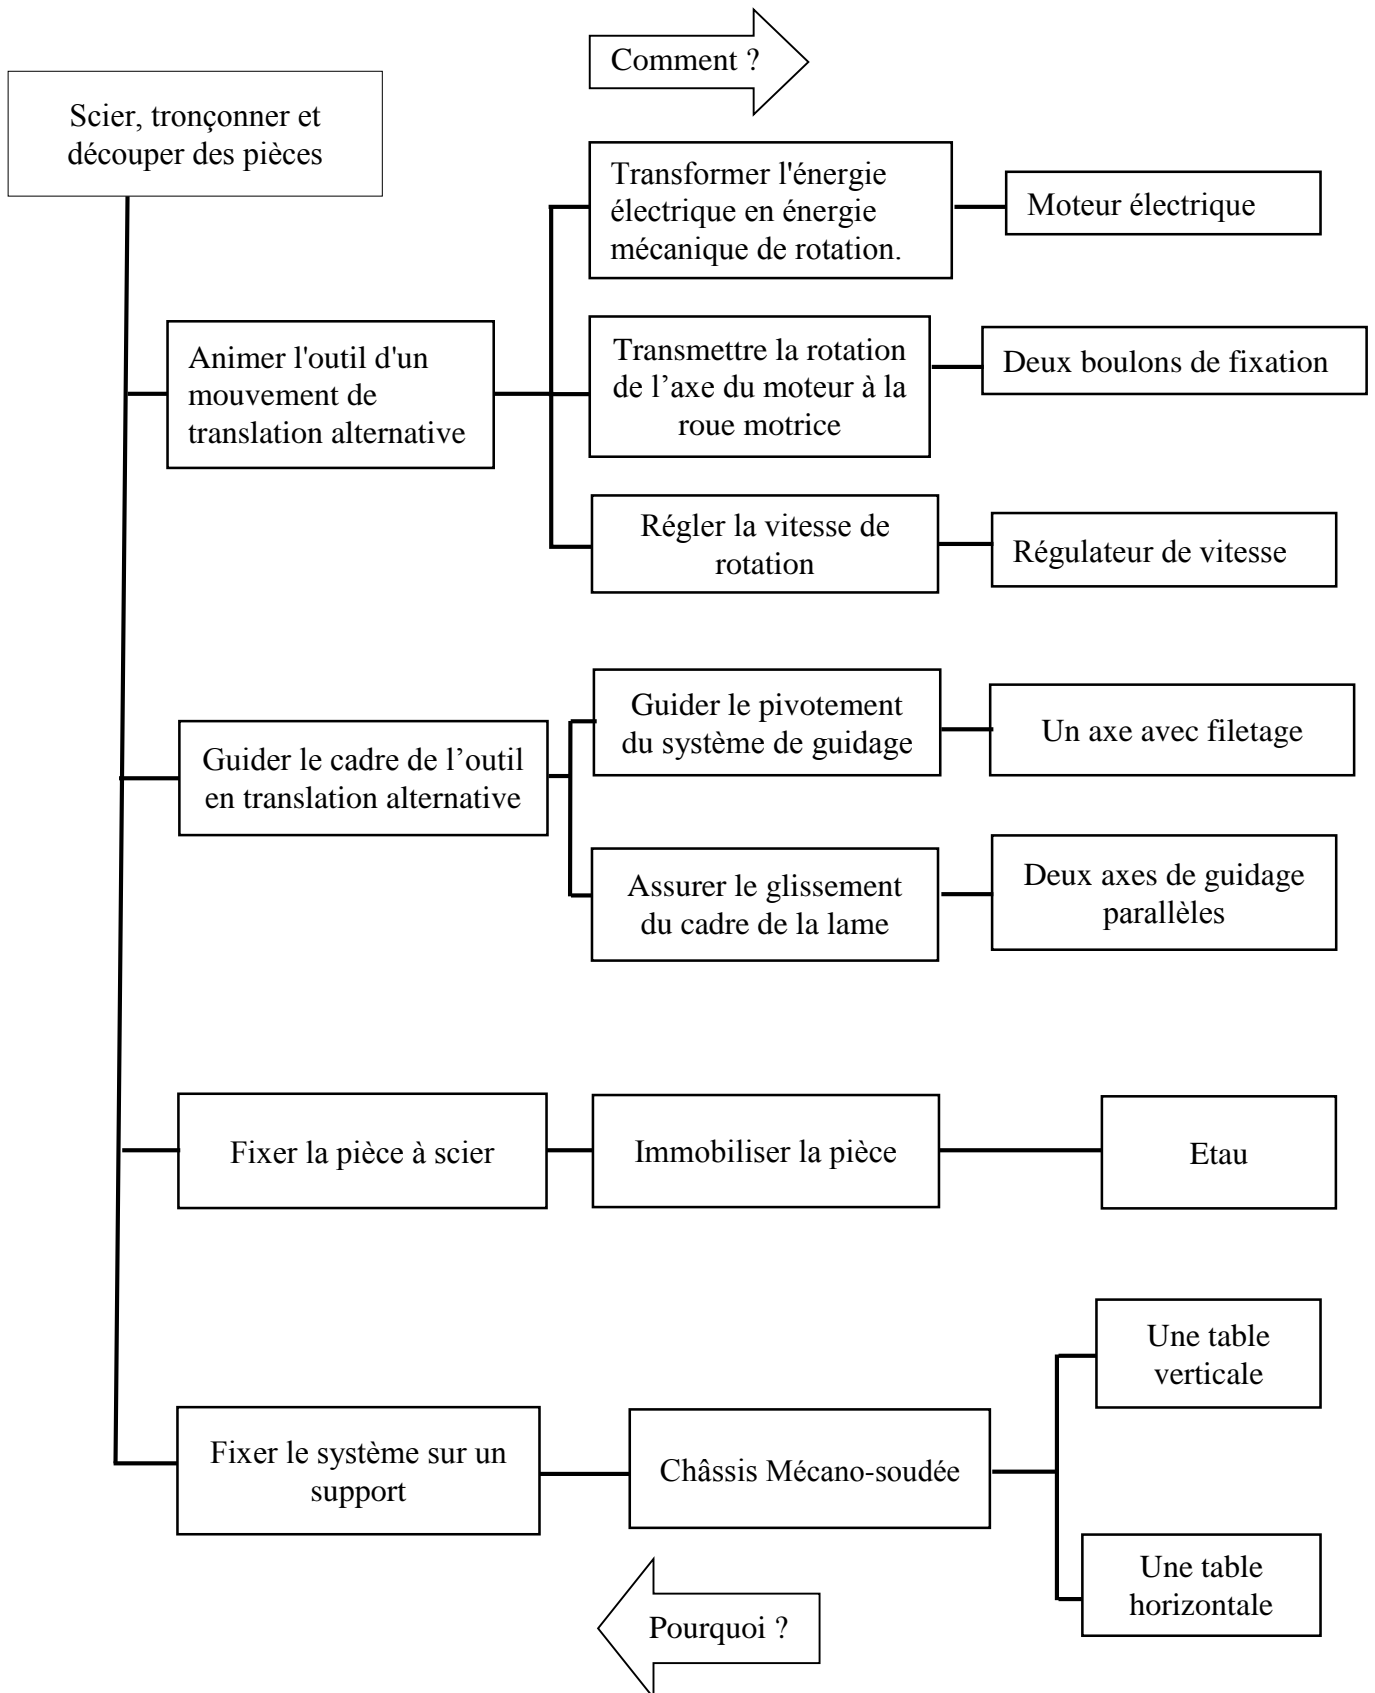 Comment ?
Scier, tronçonner et
découper des pièces
Transformer l'énergie
électrique en énergie
mécanique de rotation.
Moteur électrique
Animer l'outil d'un
mouvement de
translation alternative
Transmettre la rotation
de l’axe du moteur à la
roue motrice
Deux boulons de fixation
Régler la vitesse de
rotation
Régulateur de vitesse
Guider le cadre de l’outil
en translation alternative
Guider le pivotement
du système de guidage
Un axe avec filetage
Assurer le glissement
du cadre de la lame
Deux axes de guidage
parallèles
Fixer la pièce à scier
Immobiliser la pièce
Etau
Fixer le système sur un
support
Châssis Mécano-soudée
Une table
verticale
Une table
horizontale
Pourquoi ?